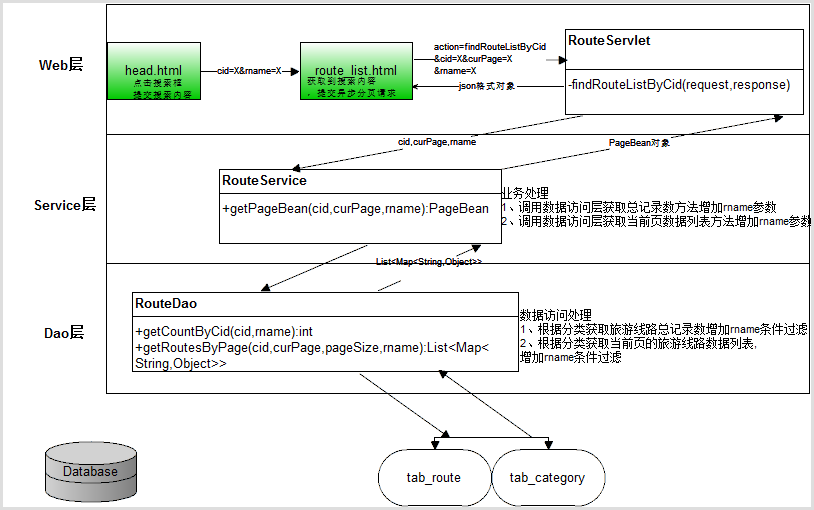 Web层
head.html
点击搜索框
提交搜索内容
cid=X&rname=X
route_list.html
获取到搜索内容
，提交异步分页请求
action=findRouteListByCid
&cid=X&curPage=X
&rname=X
json格式对象
RouteServlet
-findRouteListByCid(request,response)
cid,curPage,rname
PageBean对象
Service层
RouteService
+getPageBean(cid,curPage,rname):PageBean
业务处理
1、调用数据访问层获取总记录数方法增加rname参数
2、调用数据访问层获取当前页数据列表方法增加rname参数
List<Map<String,Object>>
Dao层
RouteDao
+getCountByCid(cid,rname):int
+getRoutesByPage(cid,curPage,pageSize,rname):List<Map<
String,Object>>
数据访问处理
1、根据分类获取旅游线路总记录数增加rname条件过滤
2、根据分类获取当前页的旅游线路数据列表,
增加rname条件过滤
Database
tab_route
tab_category